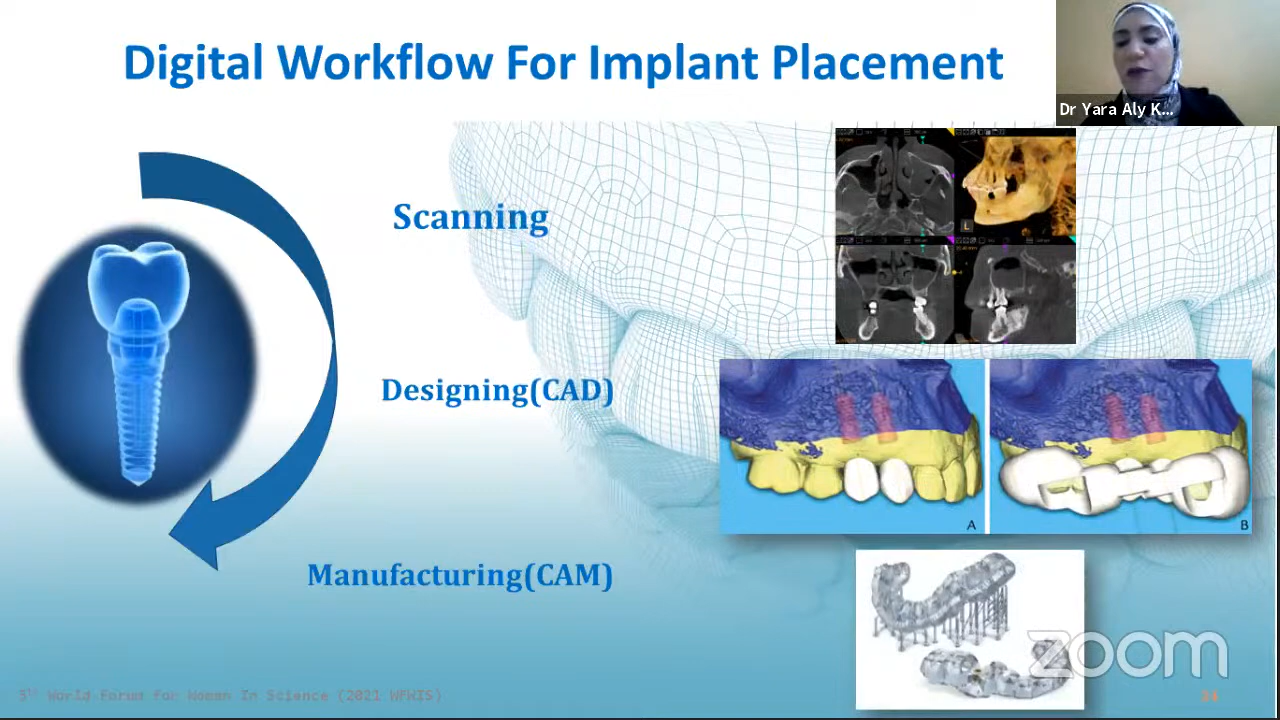 Digital Workflow For Implant Placement
Dr Yara Aly K...
Scanning
L
Designing(CAD)
A
B
Manufacturing(CAM)
zoom
5TH World Forum For Women In Science (2021 WFWIS)